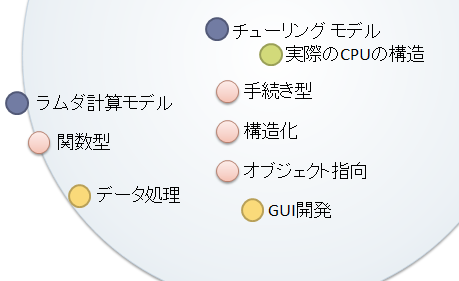 チューリング モデル
実際のCPUの構造
手続き型
構造化
オブジェクト指向
GUI開発
ラムダ計算モデル
関数型
データ処理